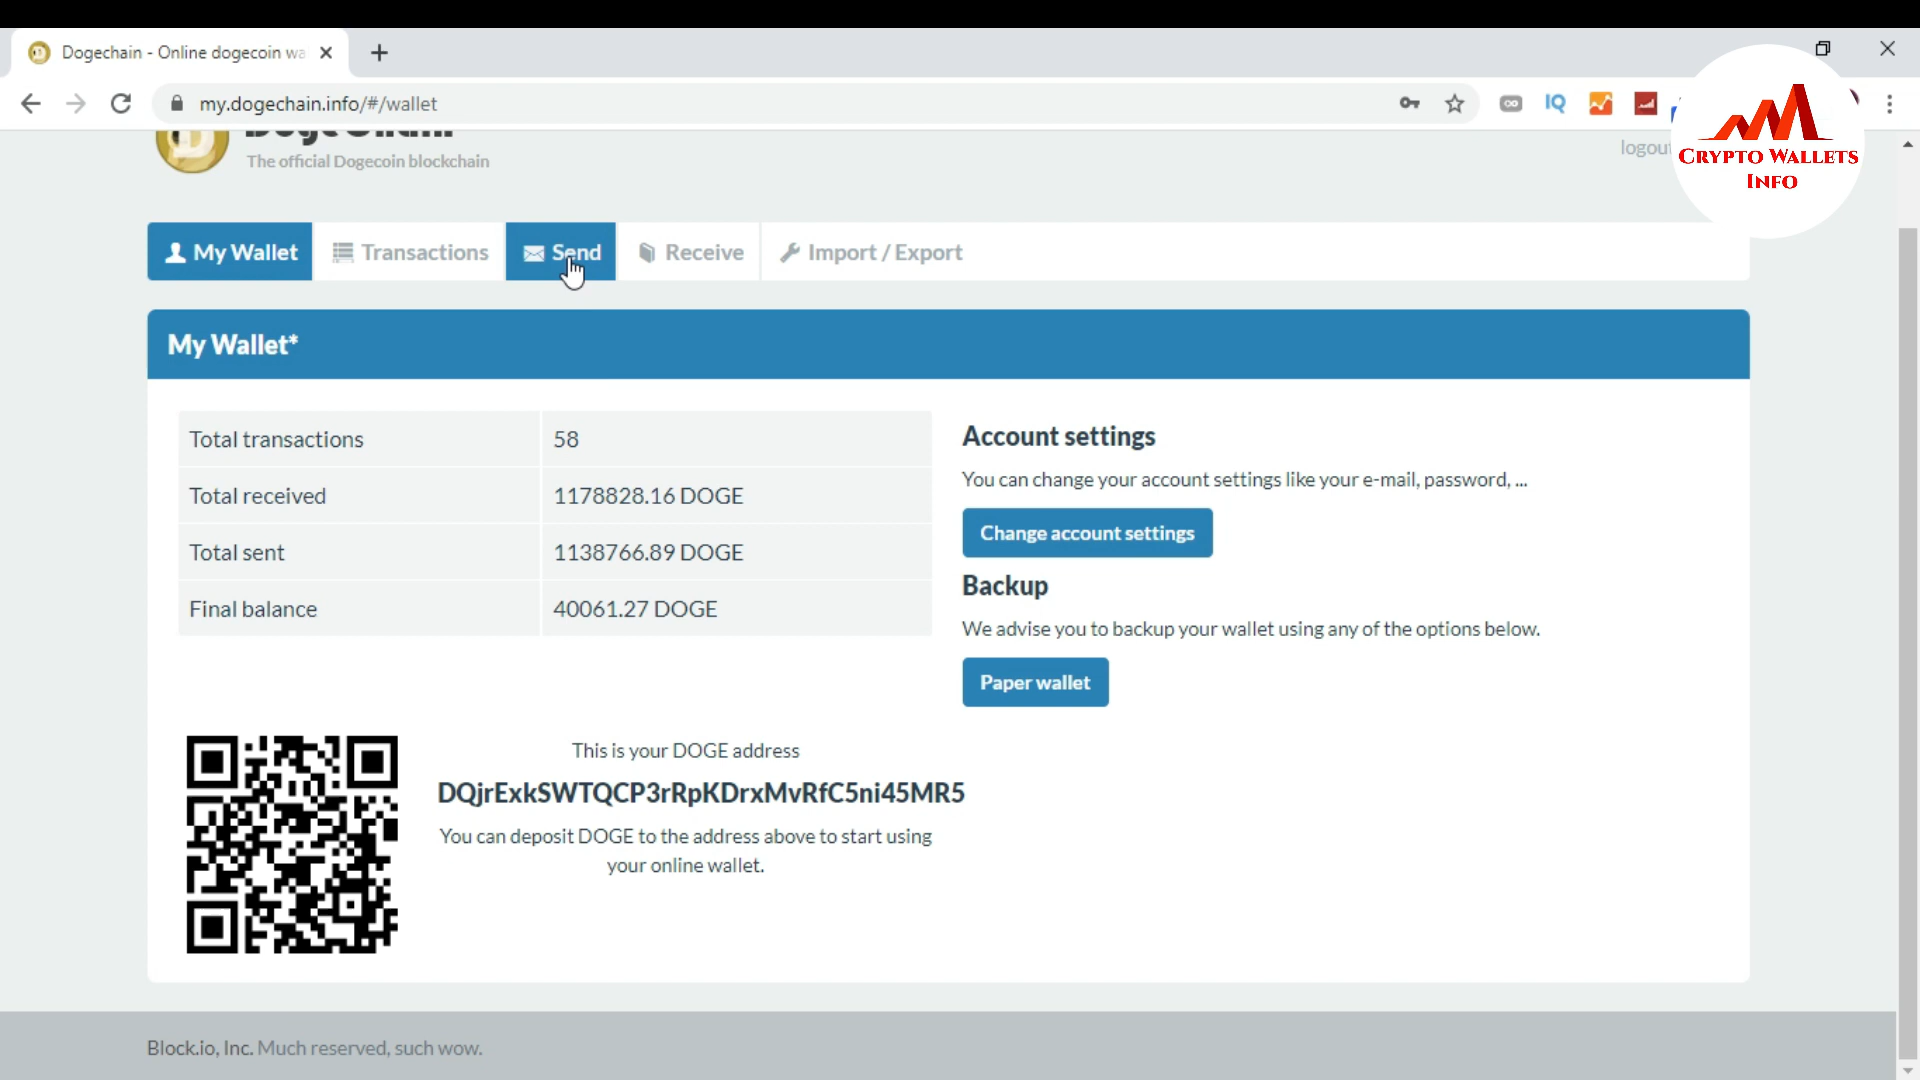 Dogechain - Online dogecoin wa
my.dogechain.info/#/wallet
IQ
The official Dogecoin blockchain
logout
CRYPTO WALLETS
INFO
My Wallet
Transactions
Send
Receive
Import / Export
My Wallet*
Total transactions 58
Total received 1178828.16 DOGE
Total sent 1138766.89 DOGE
Final balance 40061.27 DOGE
Account settings
You can change your account settings like your e-mail, password, ...
Change account settings
Backup
We advise you to backup your wallet using any of the options below.
Paper wallet
This is your DOGE address
DQjrExkSWTQCP3rRpKDrxMvRfC5ni45MR5
You can deposit DOGE to the address above to start using
your online wallet.
Block.io, Inc. Much reserved, such wow.